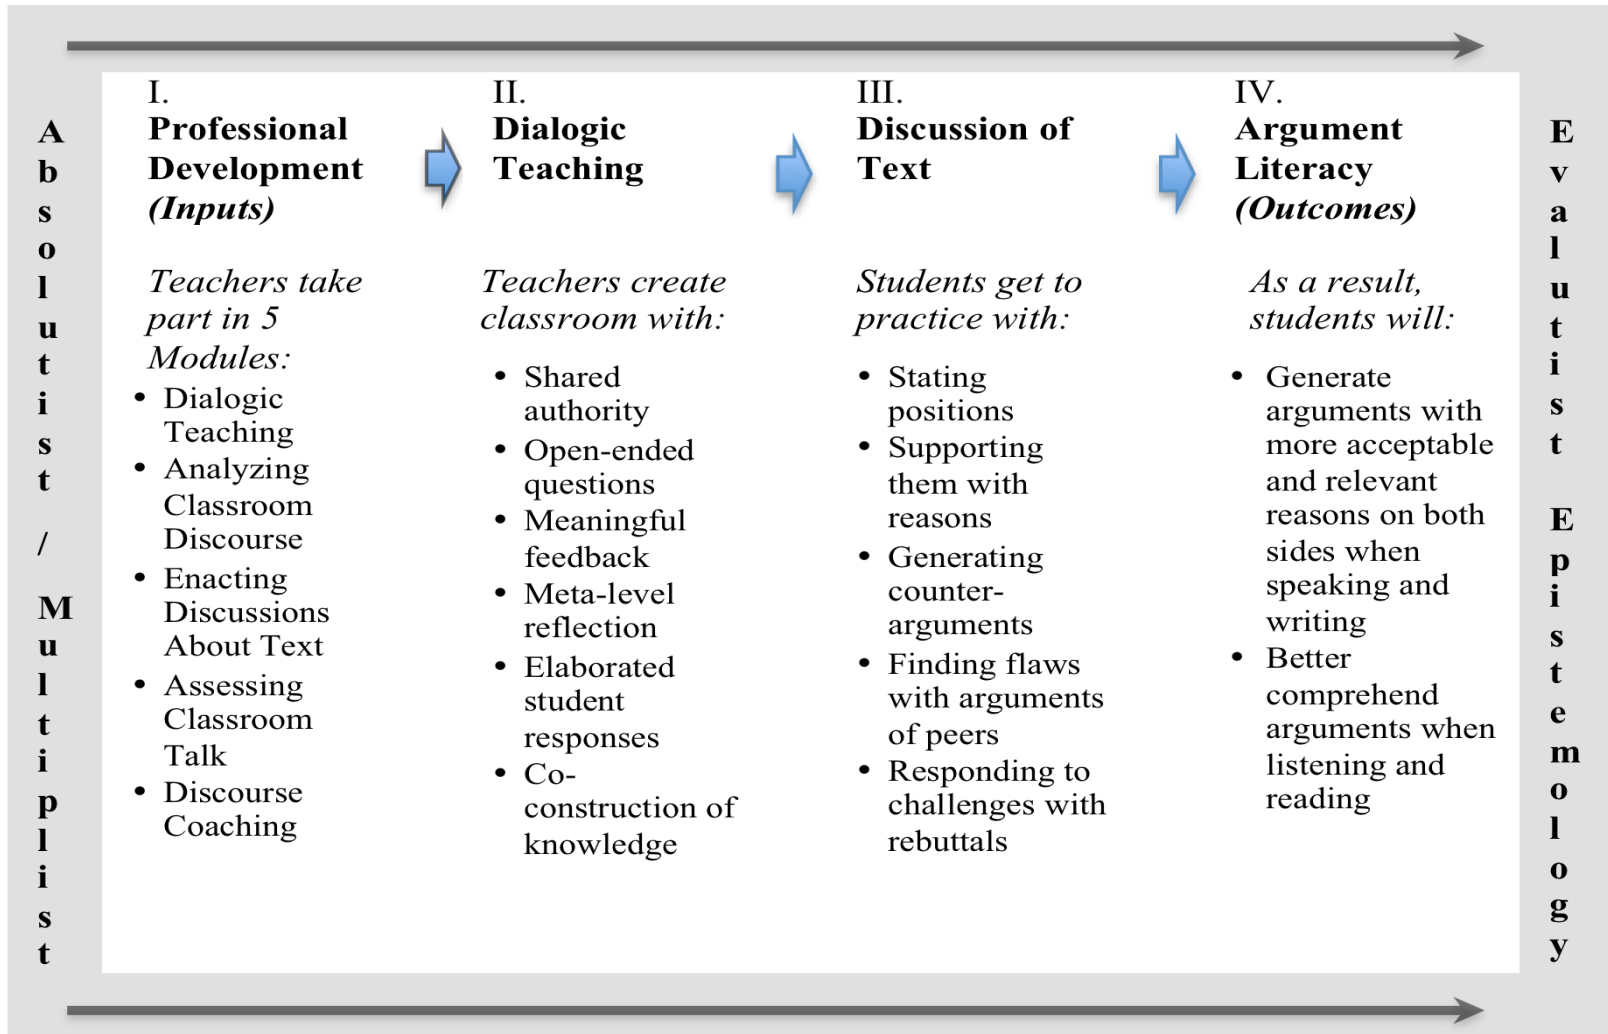 Absolutist / Multiplist
I.
Professional
Development
(Inputs)
Teachers take
part in 5
Modules:
• Dialogic
Teaching
• Analyzing
Classroom
Discourse
• Enacting
Discussions
About Text
• Assessing
Classroom
Talk
• Discourse
Coaching
II.
Dialogic
Teaching
Teachers create
classroom with:
• Shared
authority
• Open-ended
questions
• Meaningful
feedback
• Meta-level
reflection
• Elaborated
student
responses
• Co-
construction of
knowledge
III.
Discussion of
Text
Students get to
practice with:
• Stating
positions
• Supporting
them with
reasons
• Generating
counter-
arguments
• Finding flaws
with arguments
of peers
• Responding to
challenges with
rebuttals
IV.
Argument
Literacy
(Outcomes)
As a result,
students will:
• Generate
arguments with
more acceptable
and relevant
reasons on both
sides when
speaking and
writing
• Better
comprehend
arguments when
listening and
reading
Evalutist Epistemology